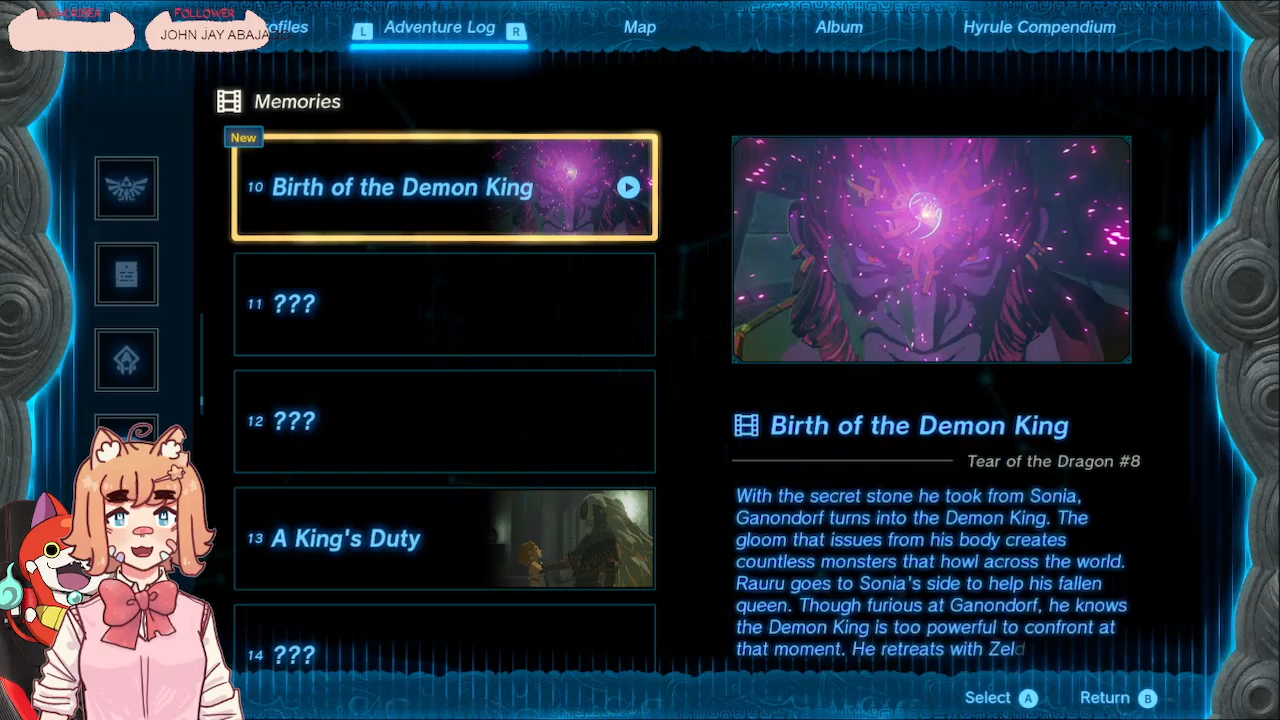 FOLLOWER
JOHN JAY ABAJA
ofiles
L Adventure Log R
Map
Album
Hyrule Compendium
Memories
New
10 Birth of the Demon King
11 ???
12 ???
13 A King's Duty
14 ???
Birth of the Demon King
Tear of the Dragon #8
With the secret stone he took from Sonia,
Ganondorf turns into the Demon King. The
gloom that issues from his body creates
countless monsters that howl across the world.
Rauru goes to Sonia's side to help his fallen
queen. Though furious at Ganondorf, he knows
the Demon King is too powerful to confront at
that moment. He retreats with Zeld
Select A
Return B